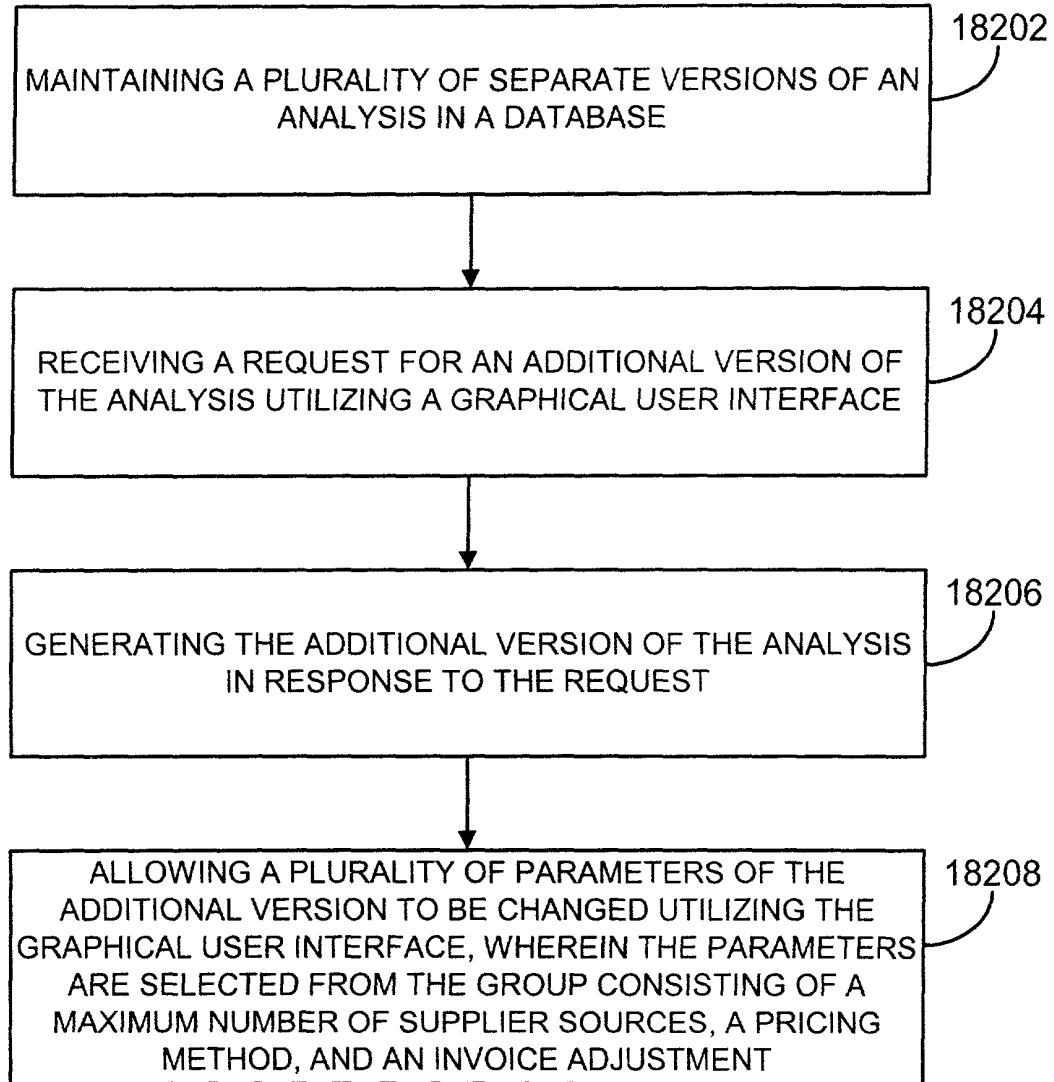 18202
MAINTAINING A PLURALITY OF SEPARATE VERSIONS OF AN
ANALYSIS IN A DATABASE
18204
RECEIVING A REQUEST FOR AN ADDITIONAL VERSION OF
THE ANALYSIS UTILIZING A GRAPHICAL USER INTERFACE
18206
GENERATING THE ADDITIONAL VERSION OF THE ANALYSIS
IN RESPONSE TO THE REQUEST
18208
ALLOWING A PLURALITY OF PARAMETERS OF THE
ADDITIONAL VERSION TO BE CHANGED UTILIZING THE
GRAPHICAL USER INTERFACE, WHEREIN THE PARAMETERS
ARE SELECTED FROM THE GROUP CONSISTING OF A
MAXIMUM NUMBER OF SUPPLIER SOURCES, A PRICING
METHOD, AND AN INVOICE ADJUSTMENT